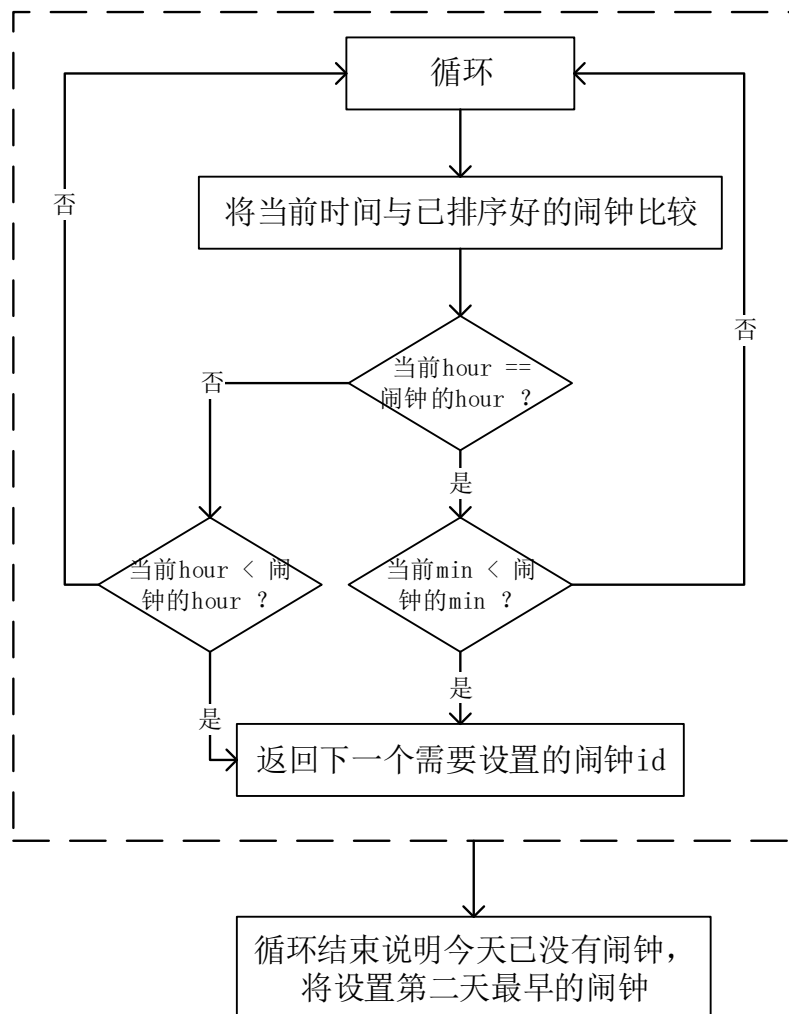 循环
将当前时间与已排序好的闹钟比较
否
否
当前hour ==
闹钟的hour ?
否
是
当前hour < 闹
钟的hour ?
当前min < 闹
钟的min ?
是
是
返回下一个需要设置的闹钟id
循环结束说明今天已没有闹钟，
将设置第二天最早的闹钟